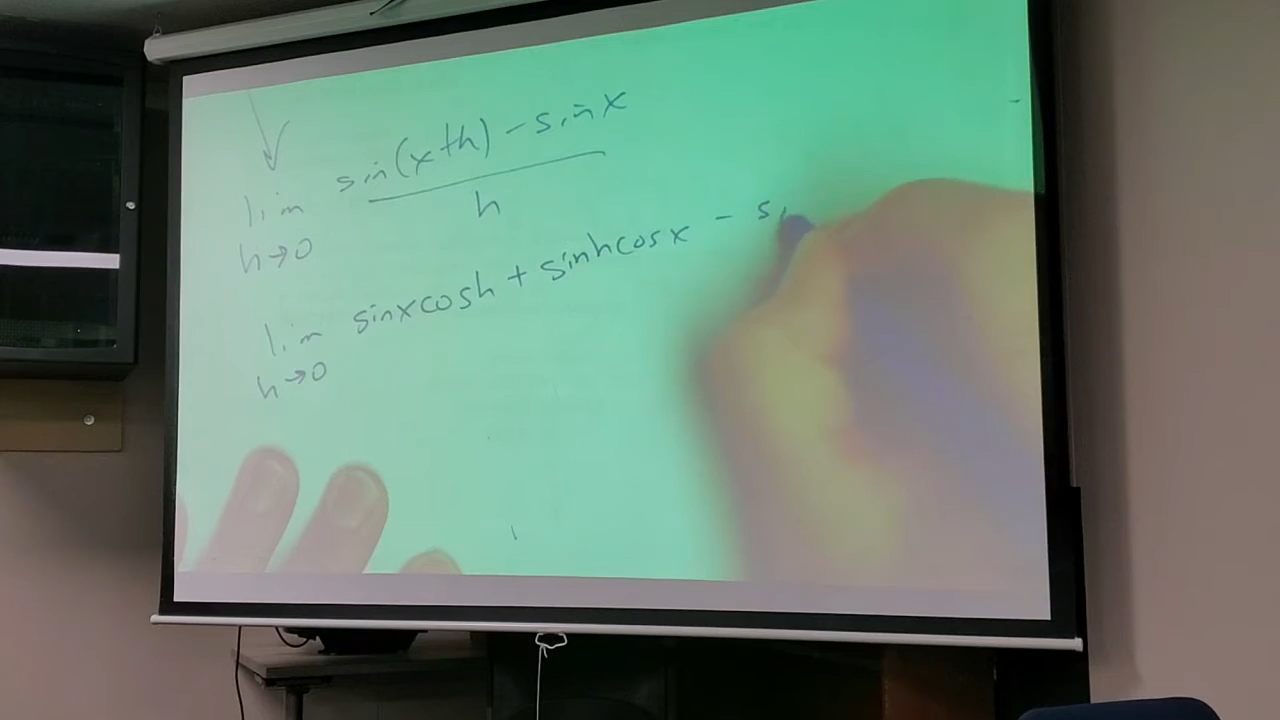 lim sin(x+h) - sinx
h
h→0
lim sinxcosh + sinhcosx - si
h→0